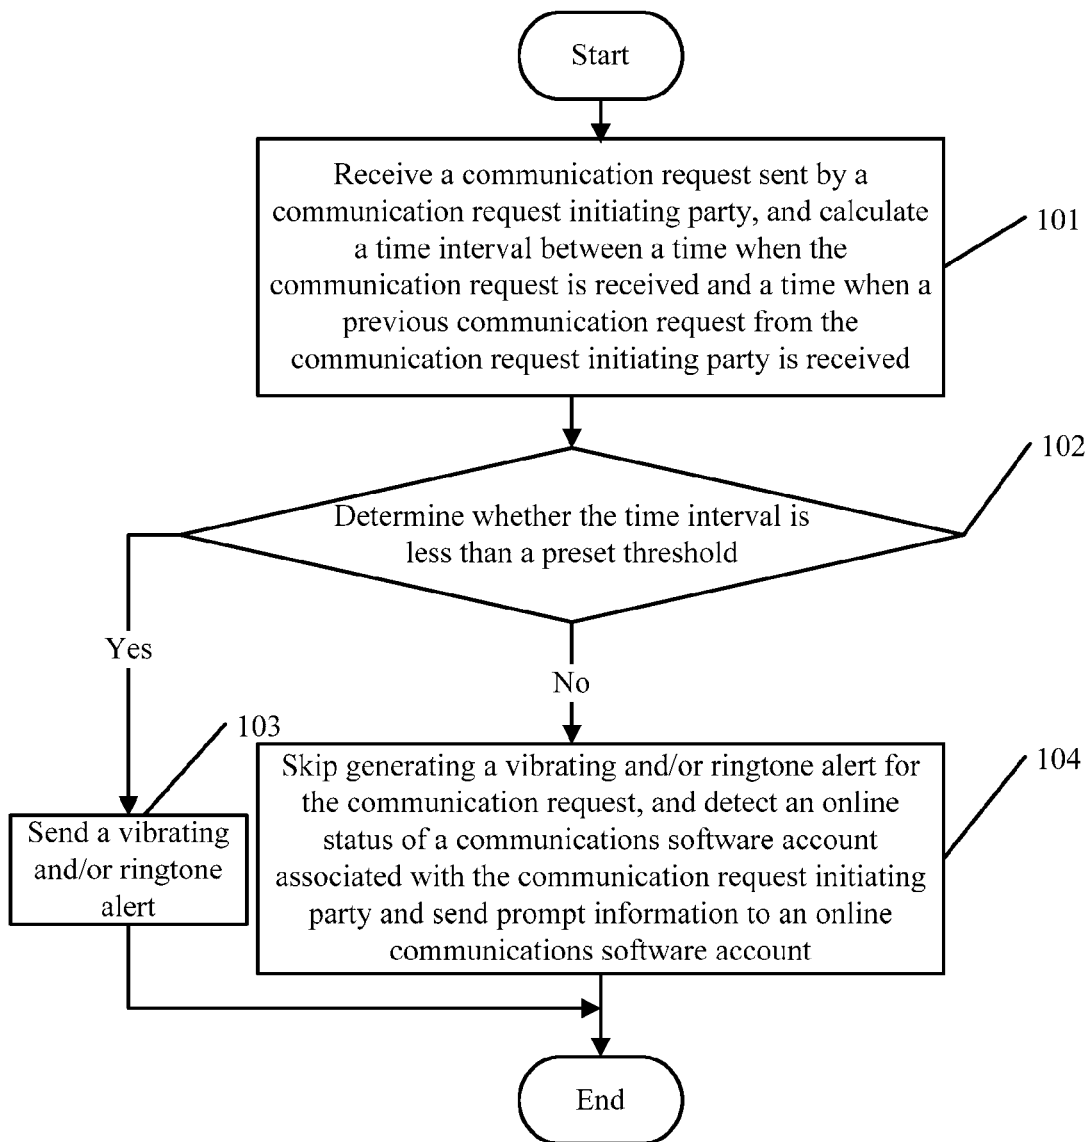 Start
Receive a communication request sent by a
communication request initiating party, and calculate
a time interval between a time when the
communication request is received and a time when a
previous communication request from the
communication request initiating party is received
101
102
Determine whether the time interval is
less than a preset threshold
Yes
No
103
Send a vibrating
and/or ringtone
alert
Skip generating a vibrating and/or ringtone alert for
the communication request, and detect an online
status of a communications software account
associated with the communication request initiating
party and send prompt information to an online
communications software account
104
End